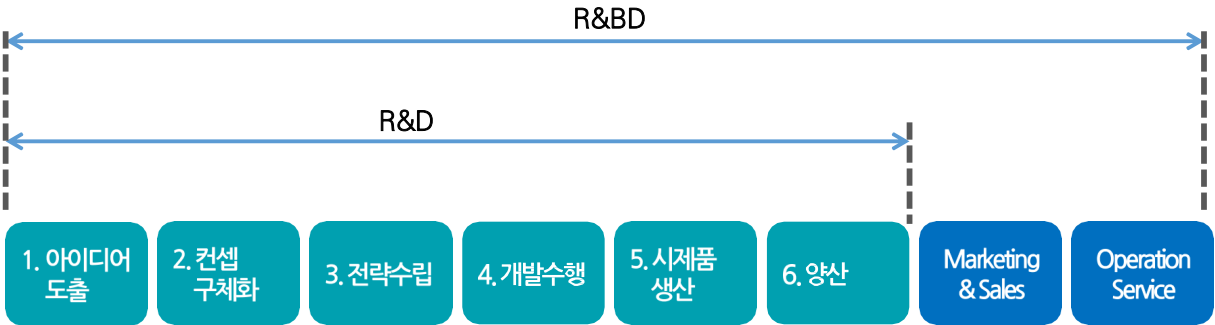 R&BD
R&D
1. 아이디어
도출
2. 컨셉
구체화
3. 전략수립
4. 개발수행
5. 시제품
생산
6. 양산
Marketing
& Sales
Operation
Service